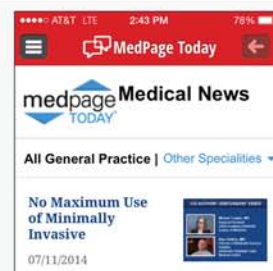 AT&T LTE 2:43 PM 78%
MedPage Today
medpage Medical News
TODAY
All General Practice | Other Specialities
No Maximum Use
of Minimally
Invasive
07/11/2014